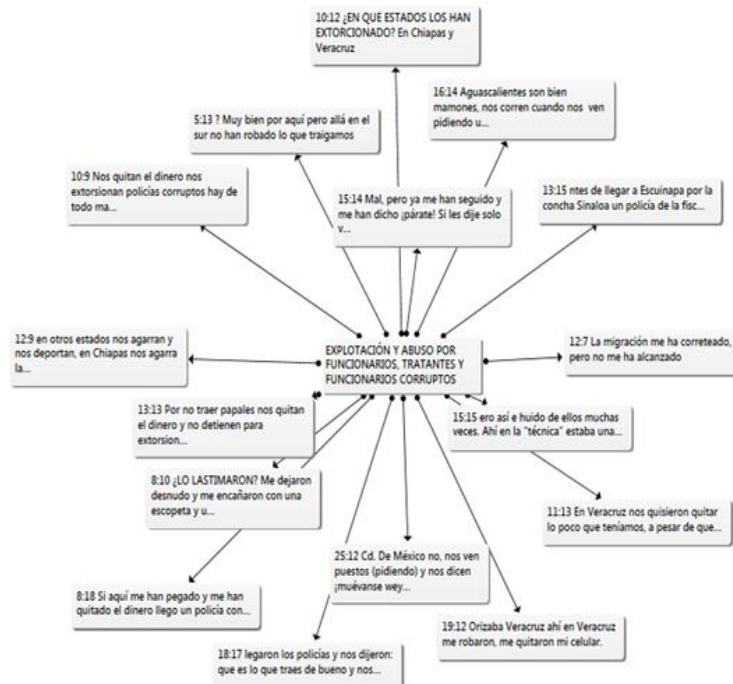 10:12 ¿EN QUE ESTADOS LOS HAN
EXTORCIONADO? En Chiapas y
Veracruz
16:14 Aguascalientes son bien
mamones, nos corren cuando nos ven
pidiendo u...
5:13 ? Muy bien por aquí pero allá en el
sur no han robado lo que traigamos
10:9 Nos quitan el dinero nos
extorsionan policías corruptos hay de
todo ma...
15:14 Mal, pero ya me han seguido y
me han dicho ¡párate! Si les dije solo
v...
13:15 ntes de llegar a Escuinapa por la
concha Sinaloa un policía de la fisc...
12:9 en otros estados nos agarran y
nos deportan, en Chiapas nos agarra
la...
EXPLOTACIÓN Y ABUSO POR
FUNCIONARIOS, TRATANTES Y
FUNCIONARIOS CORRUPTOS
12:7 La migración me ha correteado,
pero no me ha alcanzado
13:13 Por no traer papales nos quitan
el dinero y no detienen para
extorsion...
15:15 ero así e huido de ellos muchas
veces. Ahí en la "técnica" estaba una...
8:10 ¿LO LASTIMARON? Me dejaron
desnudo y me encañaron con una
escopeta y u...
11:13 En Veracruz nos quisieron quitar
lo poco que teníamos, a pesar de que...
25:12 Cd. De México no, nos ven
puestos (pidiendo) y nos dicen
¡muévanse wey...
8:18 Si aquí me han pegado y me han
quitado el dinero llego un policía con...
19:12 Orizaba Veracruz ahí en Veracruz
me robaron, me quitaron mi celular.
18:17 legaron los policías y nos dijeron:
que es lo que traes de bueno y nos...